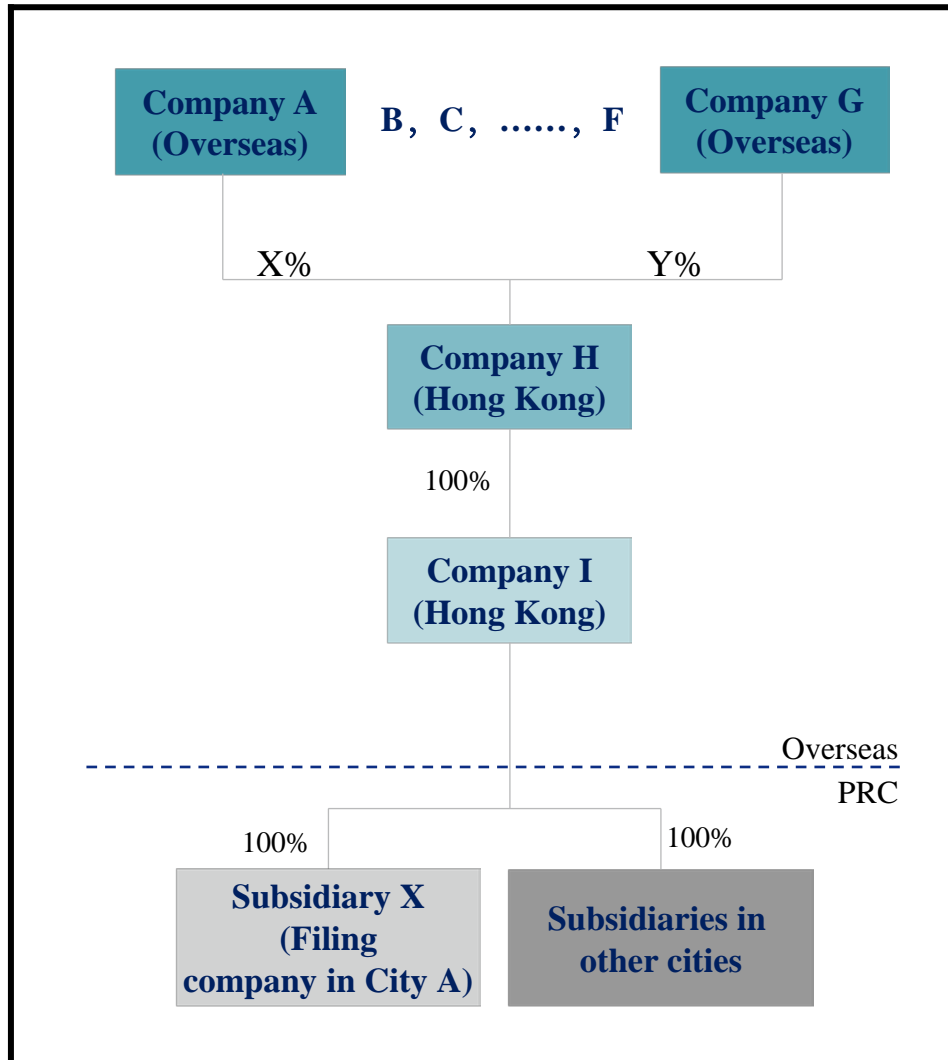 Company A
(Overseas)
B，C，……，F
Company G
(Overseas)
X%
Y%
Company H
(Hong Kong)
100%
Company I
(Hong Kong)
Overseas
PRC
100%
100%
Subsidiary X
(Filing
company in City A)
Subsidiaries in
other cities